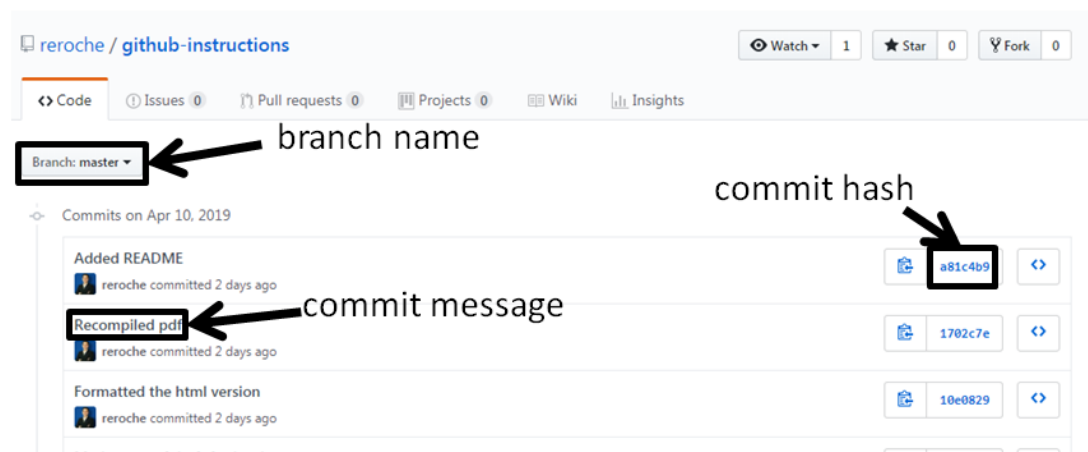 reroche / github-instructions
Watch 1 Star 0 Fork 0
Code Issues 0 Pull requests 0 Projects 0 Wiki Insights
branch name
Branch: master
commit hash
Commits on Apr 10, 2019
Added README
a81c4b9
reroche committed 2 days ago
commit message
Recompiled pdf
1702c7e
reroche committed 2 days ago
Formatted the html version
10e0829
reroche committed 2 days ago